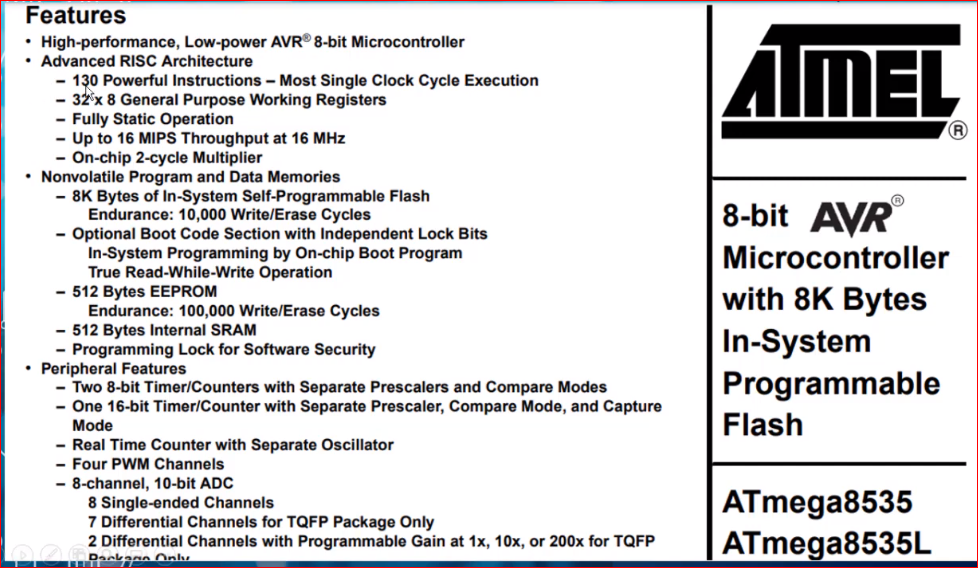 Features
• High-performance, Low-power AVR® 8-bit Microcontroller
• Advanced RISC Architecture
– 130 Powerful Instructions – Most Single Clock Cycle Execution
– 32 x 8 General Purpose Working Registers
– Fully Static Operation
– Up to 16 MIPS Throughput at 16 MHz
– On-chip 2-cycle Multiplier
• Nonvolatile Program and Data Memories
– 8K Bytes of In-System Self-Programmable Flash
Endurance: 10,000 Write/Erase Cycles
– Optional Boot Code Section with Independent Lock Bits
In-System Programming by On-chip Boot Program
True Read-While-Write Operation
– 512 Bytes EEPROM
Endurance: 100,000 Write/Erase Cycles
– 512 Bytes Internal SRAM
– Programming Lock for Software Security
• Peripheral Features
– Two 8-bit Timer/Counters with Separate Prescalers and Compare Modes
– One 16-bit Timer/Counter with Separate Prescaler, Compare Mode, and Capture
Mode
– Real Time Counter with Separate Oscillator
– Four PWM Channels
– 8-channel, 10-bit ADC
8 Single-ended Channels
7 Differential Channels for TQFP Package Only
2 Differential Channels with Programmable Gain at 1x, 10x, or 200x for TQFP
Package Only
ATMEL®
8-bit AVR®
Microcontroller
with 8K Bytes
In-System
Programmable
Flash
ATmega8535
ATmega8535L